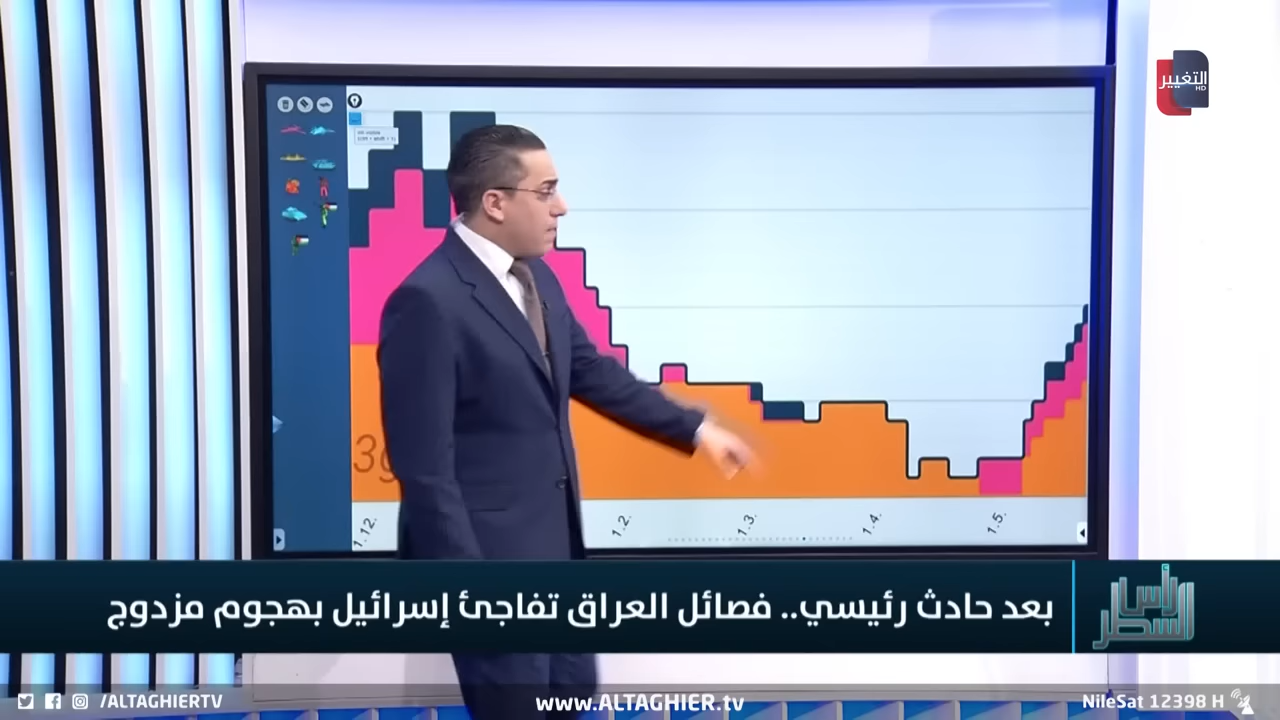 التغيير
HD
39
1.12.
1.2.
1.3.
1.4.
1.5.
رأس
السطر
بعد حادث رئيسي.. فصائل العراق تفاجئ إسرائيل بهجوم مزدوج
/ALTAGHIERTV
www.ALTAGHIER.tv
NileSat 12398 H